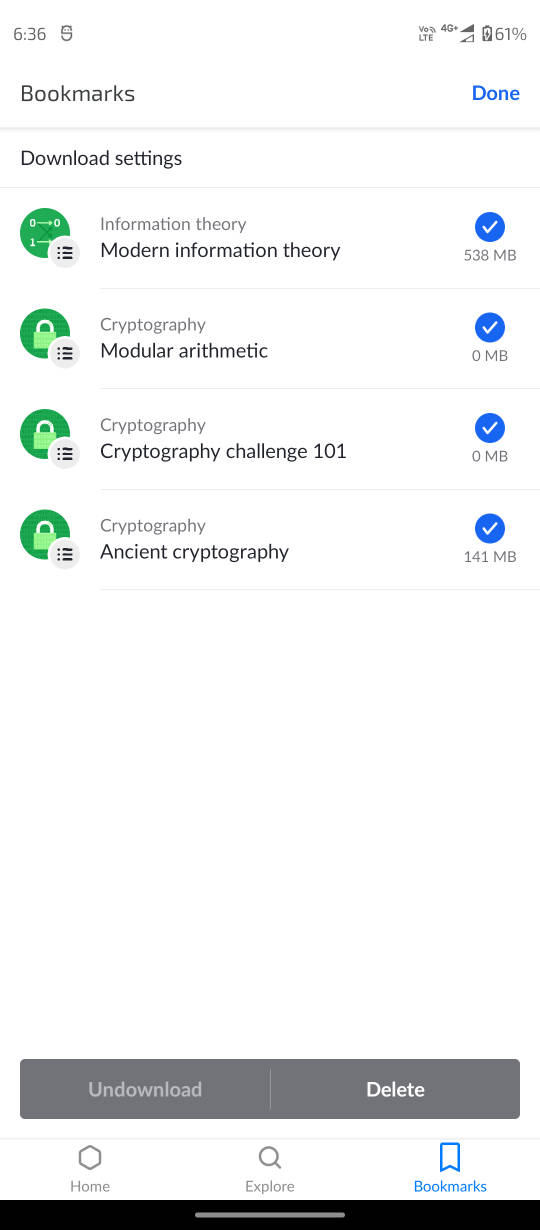 6:36 Vo LTE 4G+ 61%
Bookmarks Done
Download settings
0 0
1
Information theory
Modern information theory
538 MB
Cryptography
Modular arithmetic
0 MB
Cryptography
Cryptography challenge 101
0 MB
Cryptography
Ancient cryptography
141 MB
Undownload Delete
Home Explore Bookmarks